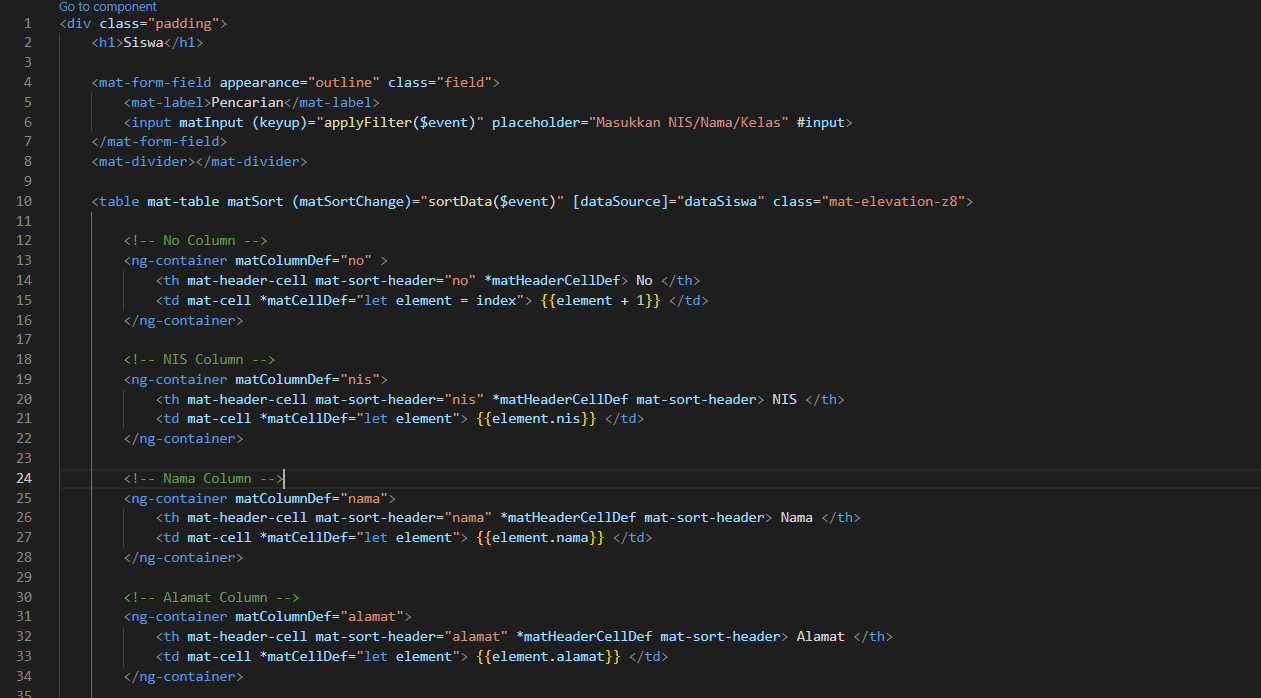 Go to component
1 <div class="padding">
2 <h1>Siswa</h1>
3
4 <mat-form-field appearance="outline" class="field">
5 <mat-label>Pencarian</mat-label>
6 <input matInput (keyup)="applyFilter($event)" placeholder="Masukkan NIS/Nama/Kelas" #input>
7 </mat-form-field>
8 <mat-divider></mat-divider>
9
10 <table mat-table matSort (matSortChange)="sortData($event)" [dataSource]="dataSiswa" class="mat-elevation-z8">
11
12 <!-- No Column -->
13 <ng-container matColumnDef="no" >
14 <th mat-header-cell mat-sort-header="no" *matHeaderCellDef> No </th>
15 <td mat-cell *matCellDef="let element = index"> {{element + 1}} </td>
16 </ng-container>
17
18 <!-- NIS Column -->
19 <ng-container matColumnDef="nis">
20 <th mat-header-cell mat-sort-header="nis" *matHeaderCellDef mat-sort-header> NIS </th>
21 <td mat-cell *matCellDef="let element"> {{element.nis}} </td>
22 </ng-container>
23
24 <!-- Nama Column -->
25 <ng-container matColumnDef="nama">
26 <th mat-header-cell mat-sort-header="nama" *matHeaderCellDef mat-sort-header> Nama </th>
27 <td mat-cell *matCellDef="let element"> {{element.nama}} </td>
28 </ng-container>
29
30 <!-- Alamat Column -->
31 <ng-container matColumnDef="alamat">
32 <th mat-header-cell mat-sort-header="alamat" *matHeaderCellDef mat-sort-header> Alamat </th>
33 <td mat-cell *matCellDef="let element"> {{element.alamat}} </td>
34 </ng-container>
35